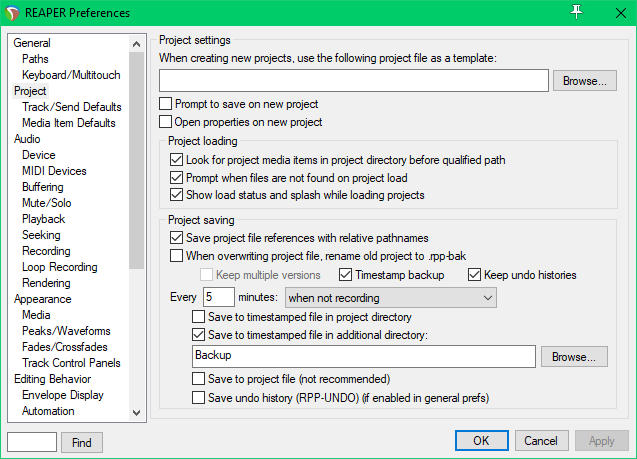 REAPER Preferences
General
Paths
Keyboard/Multitouch
Project
Track/Send Defaults
Media Item Defaults
Audio
Device
MIDI Devices
Buffering
Mute/Solo
Playback
Seeking
Recording
Loop Recording
Rendering
Appearance
Media
Peaks/Waveforms
Fades/Crossfades
Track Control Panels
Editing Behavior
Envelope Display
Automation
Find
Project settings
When creating new projects, use the following project file as a template:
Browse...
Prompt to save on new project
Open properties on new project
Project loading
Look for project media items in project directory before qualified path
Prompt when files are not found on project load
Show load status and splash while loading projects
Project saving
Save project file references with relative pathnames
When overwriting project file, rename old project to .rpp-bak
Keep multiple versions Timestamp backup Keep undo histories
Every 5 minutes: when not recording
Save to timestamped file in project directory
Save to timestamped file in additional directory:
Backup Browse...
Save to project file (not recommended)
Save undo history (RPP-UNDO) (if enabled in general prefs)
OK Cancel Apply